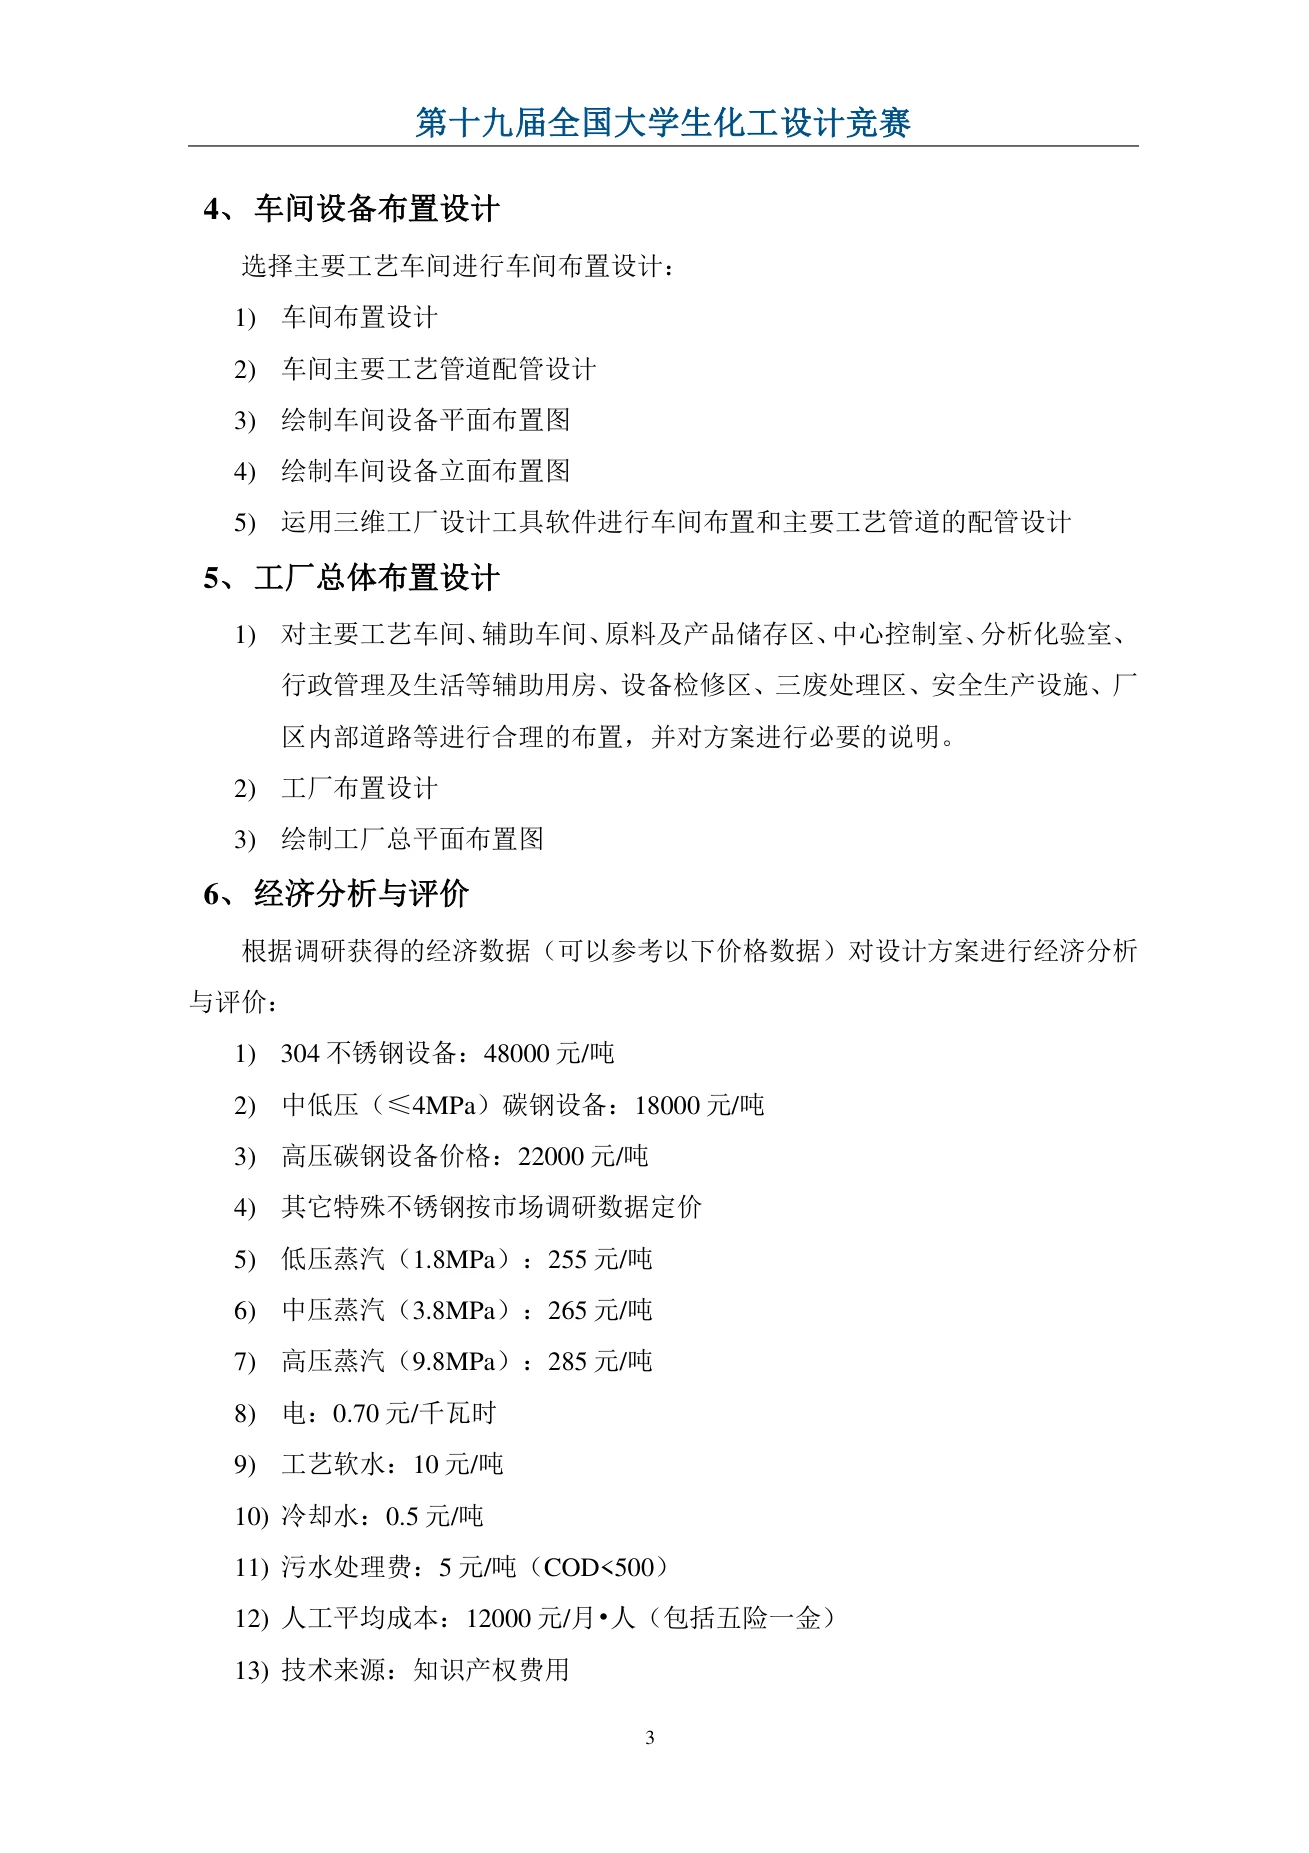 第十九届全国大学生化工设计竞赛
4、车间设备布置设计
选择主要工艺车间进行车间布置设计：
1) 车间布置设计
2) 车间主要工艺管道配管设计
3) 绘制车间设备平面布置图
4) 绘制车间设备立面布置图
5) 运用三维工厂设计工具软件进行车间布置和主要工艺管道的配管设计
5、工厂总体布置设计
1) 对主要工艺车间、辅助车间、原料及产品储存区、中心控制室、分析化验室、
行政管理及生活等辅助用房、设备检修区、三废处理区、安全生产设施、厂
区内部道路等进行合理的布置，并对方案进行必要的说明。
2) 工厂布置设计
3) 绘制工厂总平面布置图
6、经济分析与评价
根据调研获得的经济数据（可以参考以下价格数据）对设计方案进行经济分析
与评价：
1) 304 不锈钢设备：48000 元/吨
2) 中低压（≤4MPa）碳钢设备：18000 元/吨
3) 高压碳钢设备价格：22000 元/吨
4) 其它特殊不锈钢按市场调研数据定价
5) 低压蒸汽（1.8MPa）：255 元/吨
6) 中压蒸汽（3.8MPa）：265 元/吨
7) 高压蒸汽（9.8MPa）：285 元/吨
8) 电：0.70 元/千瓦时
9) 工艺软水：10 元/吨
10) 冷却水：0.5 元/吨
11) 污水处理费：5 元/吨（COD<500）
12) 人工平均成本：12000 元/月•人（包括五险一金）
13) 技术来源：知识产权费用
3